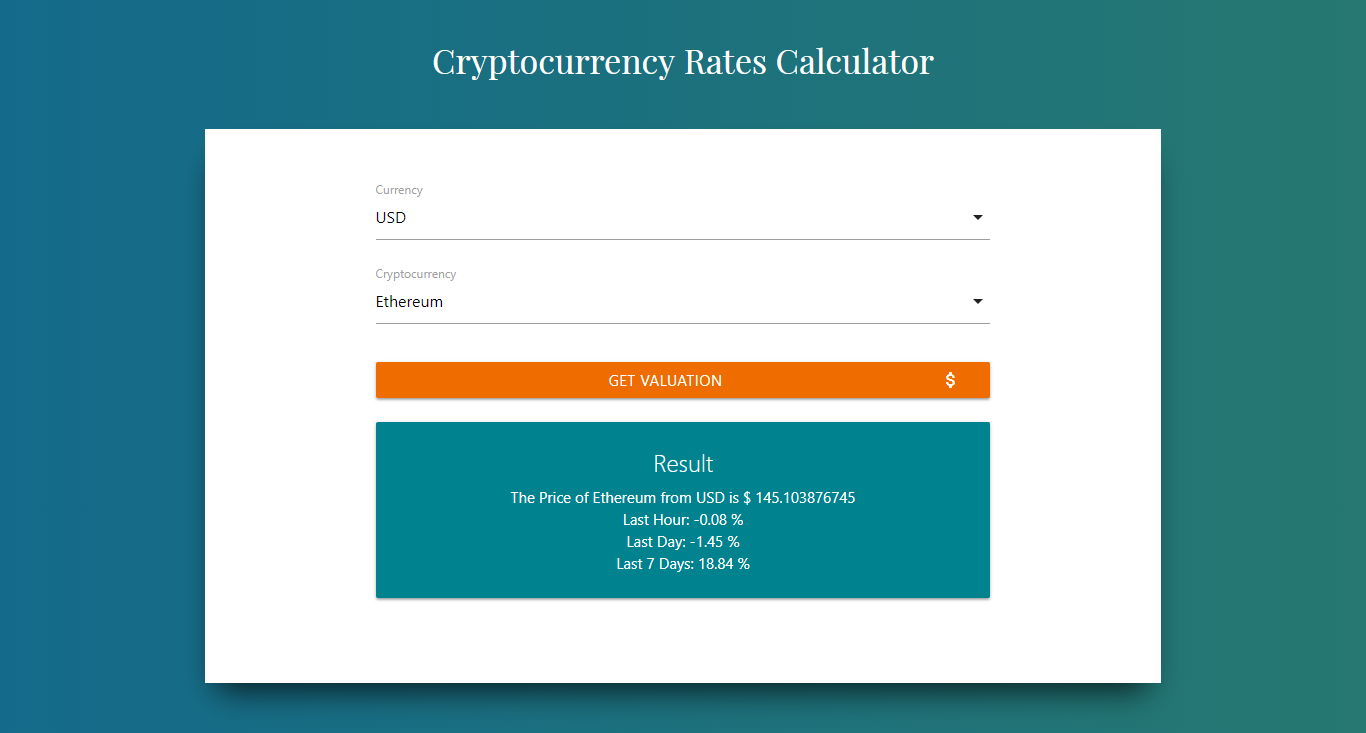 Cryptocurrency Rates Calculator
Currency
USD
Cryptocurrency
Ethereum
GET VALUATION $
Result
The Price of Ethereum from USD is $ 145.103876745
Last Hour: -0.08 %
Last Day: -1.45 %
Last 7 Days: 18.84 %